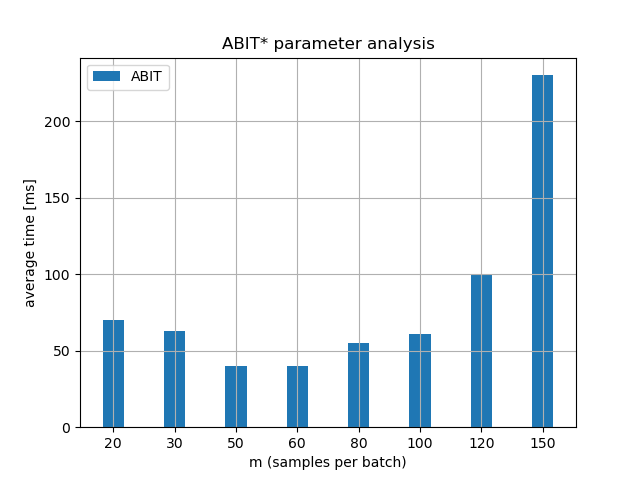 ABIT* parameter analysis
ABIT
average time [ms]
200
150
100
50
0
20 30 50 60 80 100 120 150
m (samples per batch)